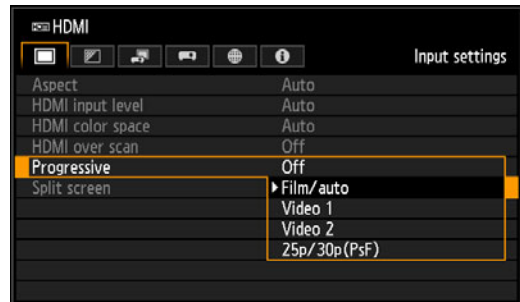 HDMI
Input settings
Aspect Auto
HDMI input level Auto
HDMI color space Auto
HDMI over scan Off
Progressive Off
Split screen Film/auto
Video 1
Video 2
25p/30p(PsF)